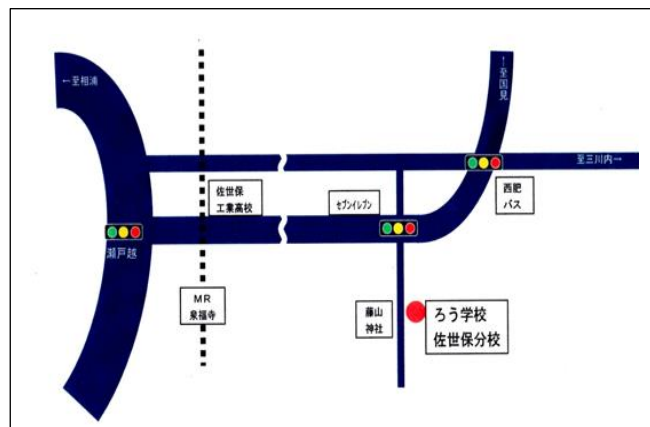 ←至相浦
↑至国見
至三川内→
佐世保
工業高校
セブンイレブン
西肥
バス
瀬戸越
MR
泉福寺
藤山
神社
ろう学校
佐世保分校